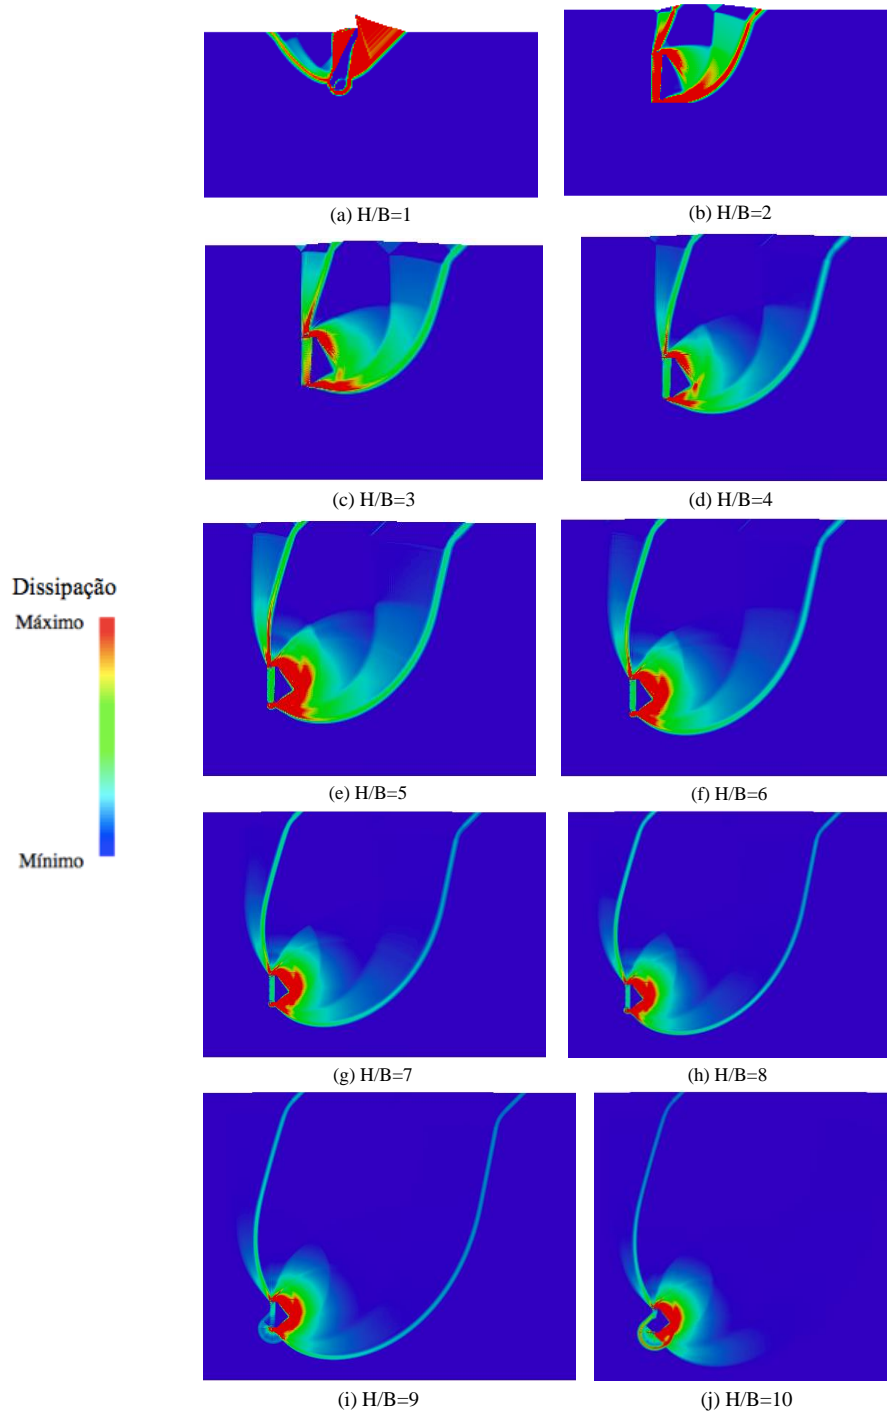 (a) H/B=1
(b) H/B=2
(c) H/B=3
(d) H/B=4
Dissipação
Máximo
Mínimo
(e) H/B=5
(f) H/B=6
(g) H/B=7
(h) H/B=8
(i) H/B=9
(j) H/B=10